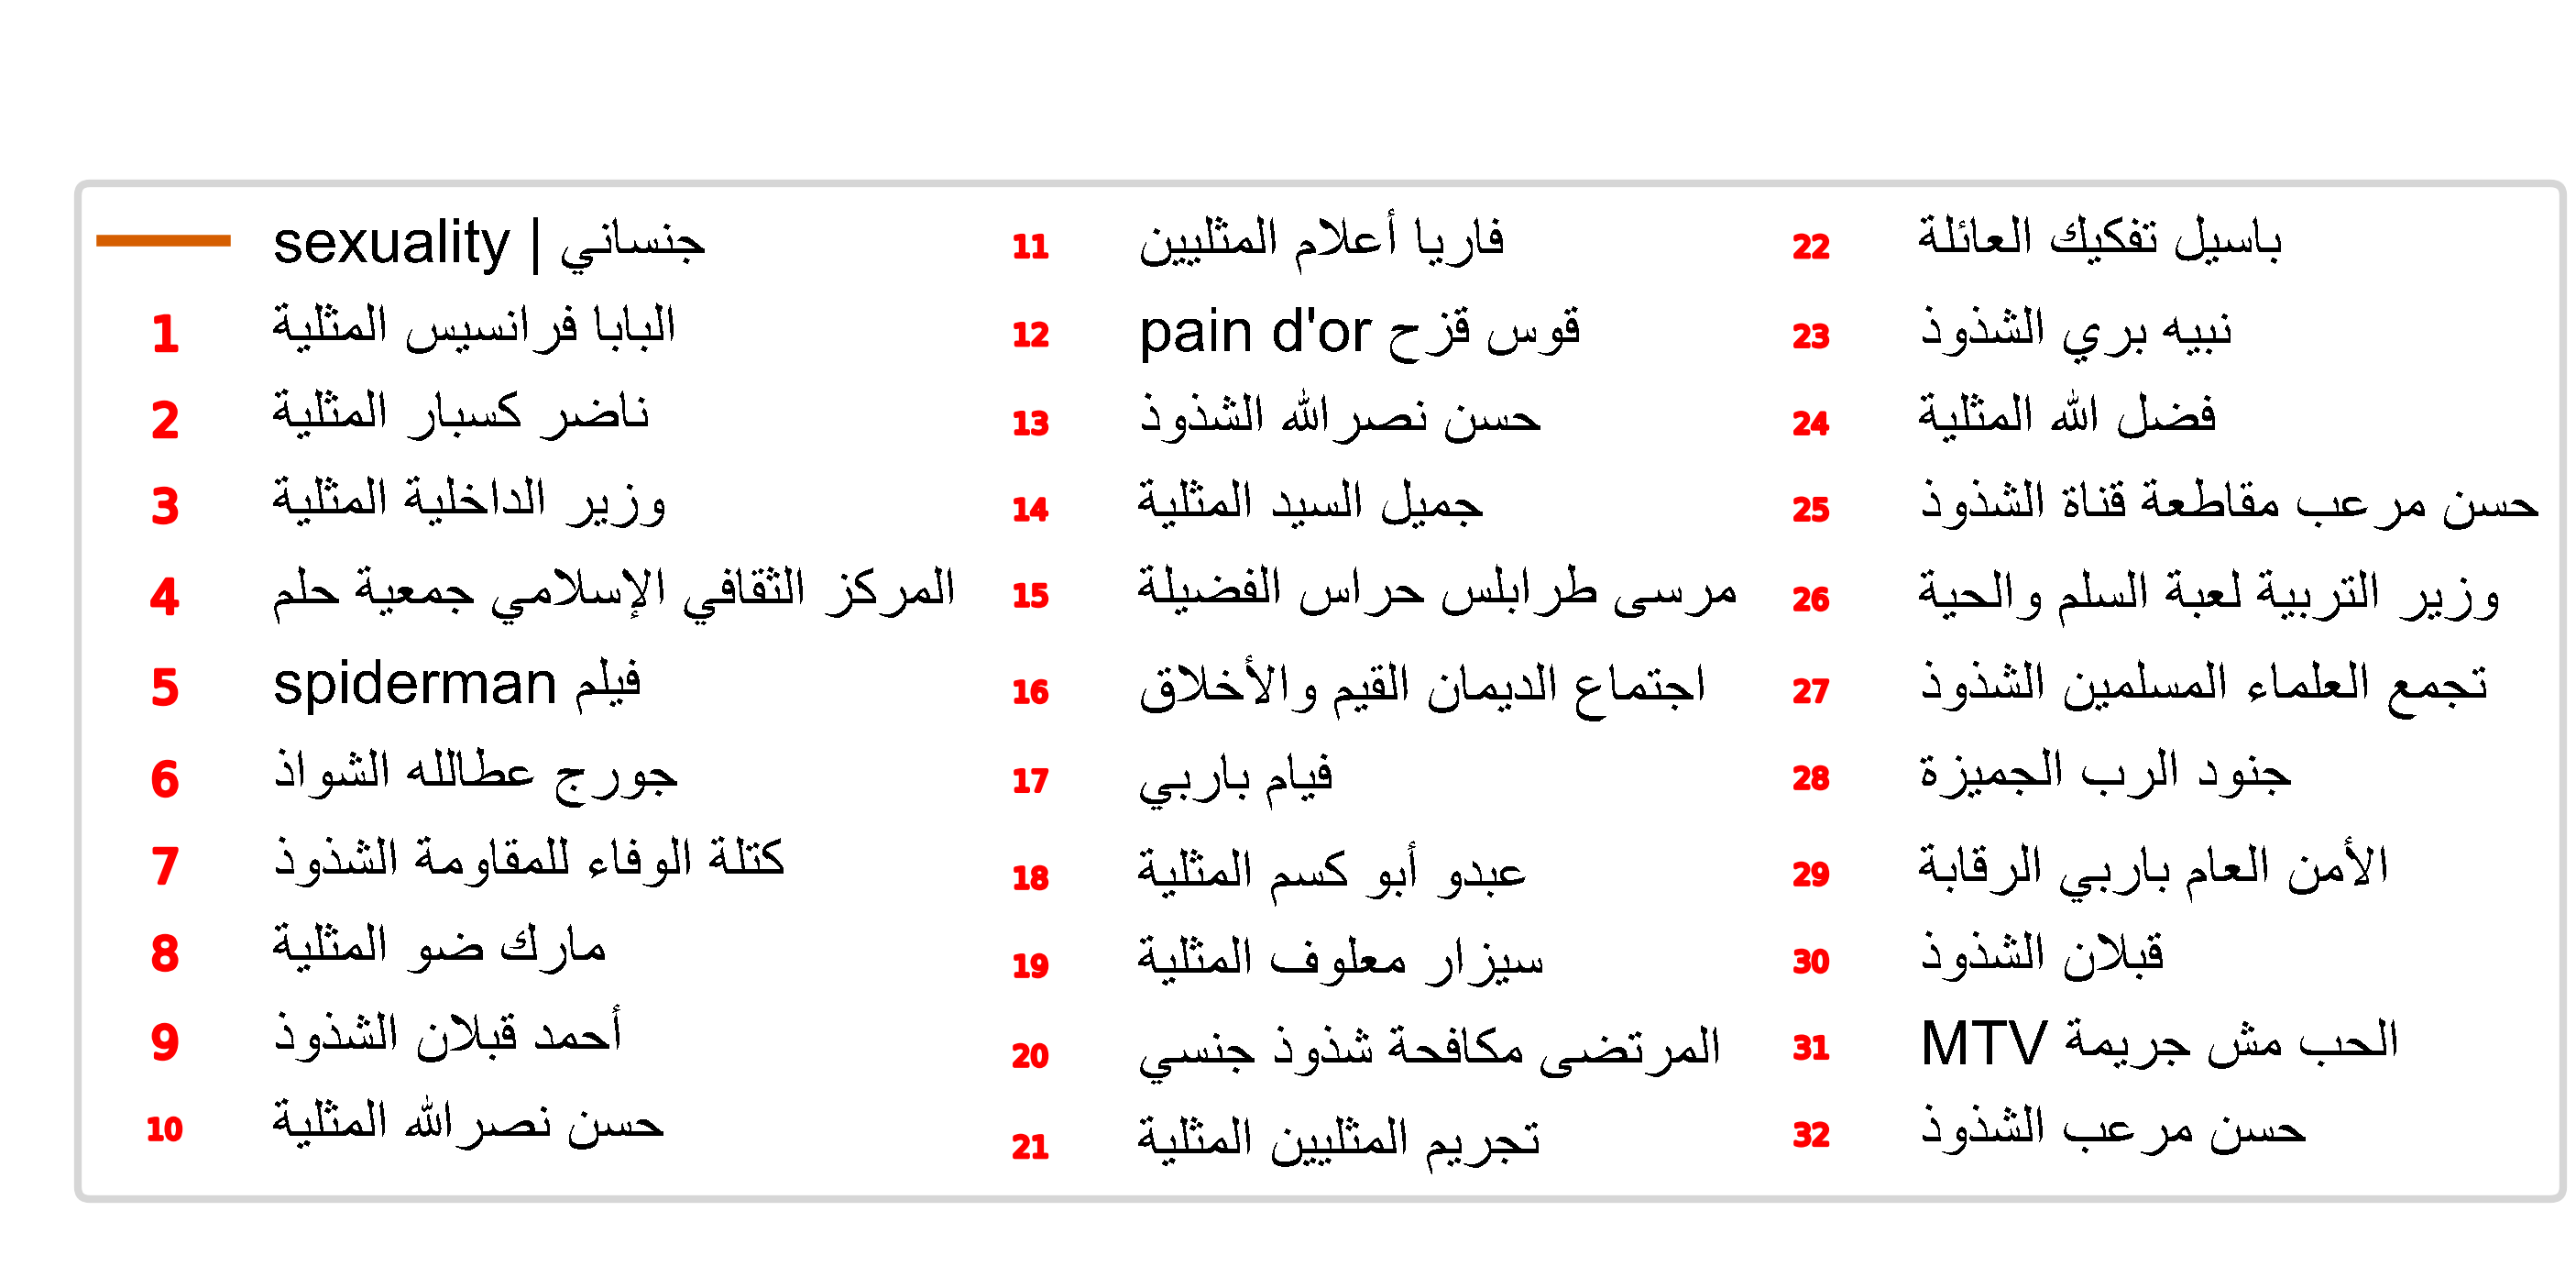 sexuality | جنساني
1 البابا فرانسيس المثلية
2 ناضر كسبار المثلية
3 وزير الداخلية المثلية
4 المركز الثقافي الإسلامي جمعية حلم
5 فيلم spiderman
6 جورج عطالله الشواذ
7 كتلة الوفاء للمقاومة الشذوذ
8 مارك ضو المثلية
9 أحمد قبلان الشذوذ
10 حسن نصرالله المثلية
11 فاريا أعلام المثليين
12 قوس قزح pain d'or
13 حسن نصرالله الشذوذ
14 جميل السيد المثلية
15 مرسى طرابلس حراس الفضيلة
16 اجتماع الديمان القيم والأخلاق
17 فيام باربي
18 عبدو أبو كسم المثلية
19 سيزار معلوف المثلية
20 المرتضى مكافحة شذوذ جنسي
21 تجريم المثليين المثلية
22 باسيل تفكيك العائلة
23 نبيه بري الشذوذ
24 فضل الله المثلية
25 حسن مرعب مقاطعة قناة الشذوذ
26 وزير التربية لعبة السلم والحية
27 تجمع العلماء المسلمين الشذوذ
28 جنود الرب الجميزة
29 الأمن العام باربي الرقابة
30 قبلان الشذوذ
31 الحب مش جريمة MTV
32 حسن مرعب الشذوذ